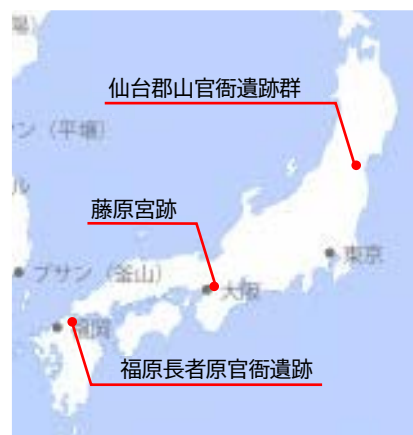 仙台郡山官衙遺跡群
ン（平壌）
ル
藤原宮跡
東京
プサン（釜山）
大阪
福岡
福原長者原官衙遺跡